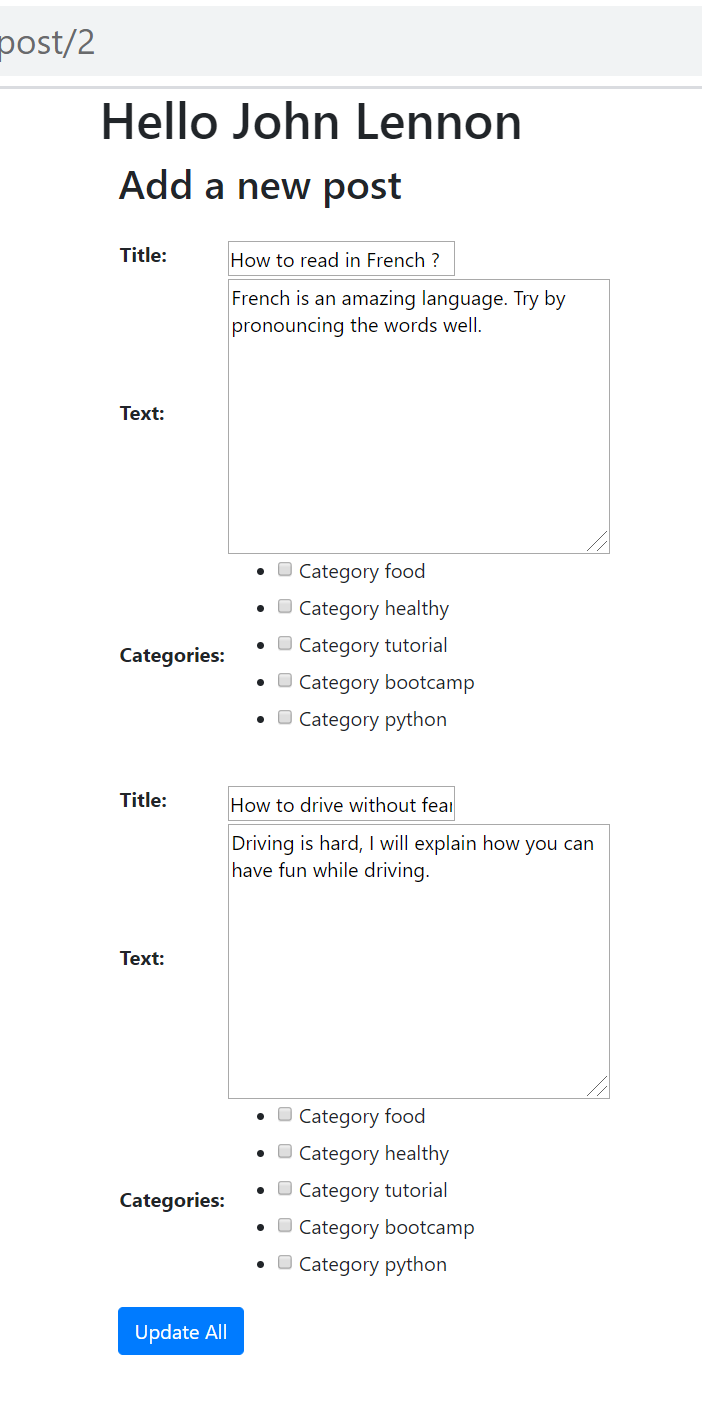 post/2
Hello John Lennon
Add a new post
Title:
How to read in French ?
Text:
French is an amazing language. Try by
pronouncing the words well.
Categories:
Category food
Category healthy
Category tutorial
Category bootcamp
Category python
Title:
How to drive without fear
Text:
Driving is hard, I will explain how you can
have fun while driving.
Categories:
Category food
Category healthy
Category tutorial
Category bootcamp
Category python
Update All